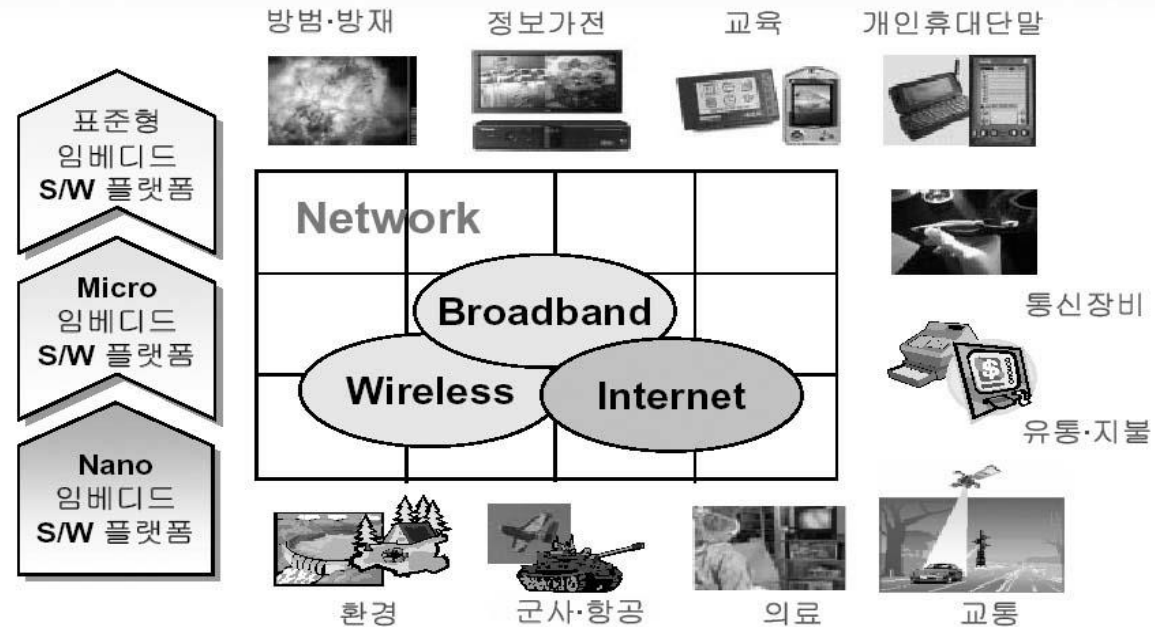 방범·방재
정보가전
교육
개인휴대단말
표준형
임베디드
S/W 플랫폼
Micro
임베디드
S/W 플랫폼
Nano
임베디드
S/W 플랫폼
Network
Broadband
Wireless
Internet
통신장비
유통·지불
환경
군사·항공
의료
교통